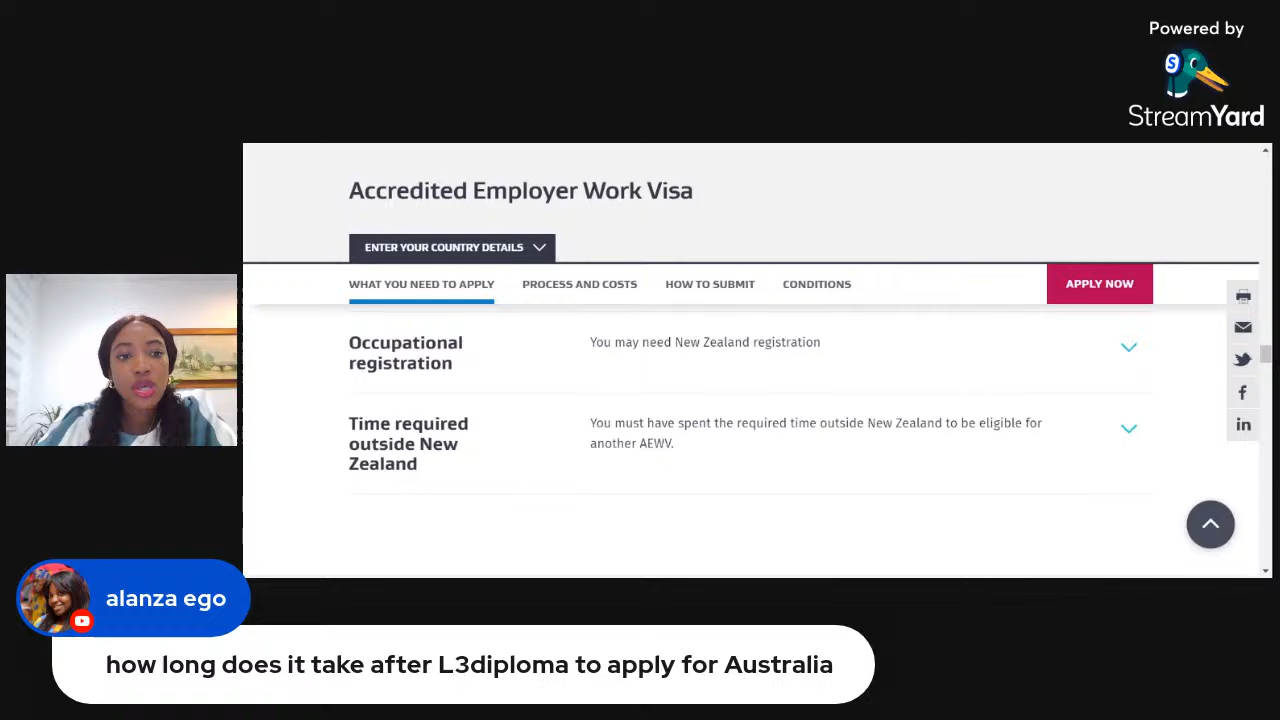 Powered by
StreamYard
Accredited Employer Work Visa
ENTER YOUR COUNTRY DETAILS
WHAT YOU NEED TO APPLY
PROCESS AND COSTS
HOW TO SUBMIT
CONDITIONS
APPLY NOW
Occupational
registration
You may need New Zealand registration
Time required
outside New
Zealand
You must have spent the required time outside New Zealand to be eligible for
another AEWV.
alanza ego
how long does it take after L3diploma to apply for Australia